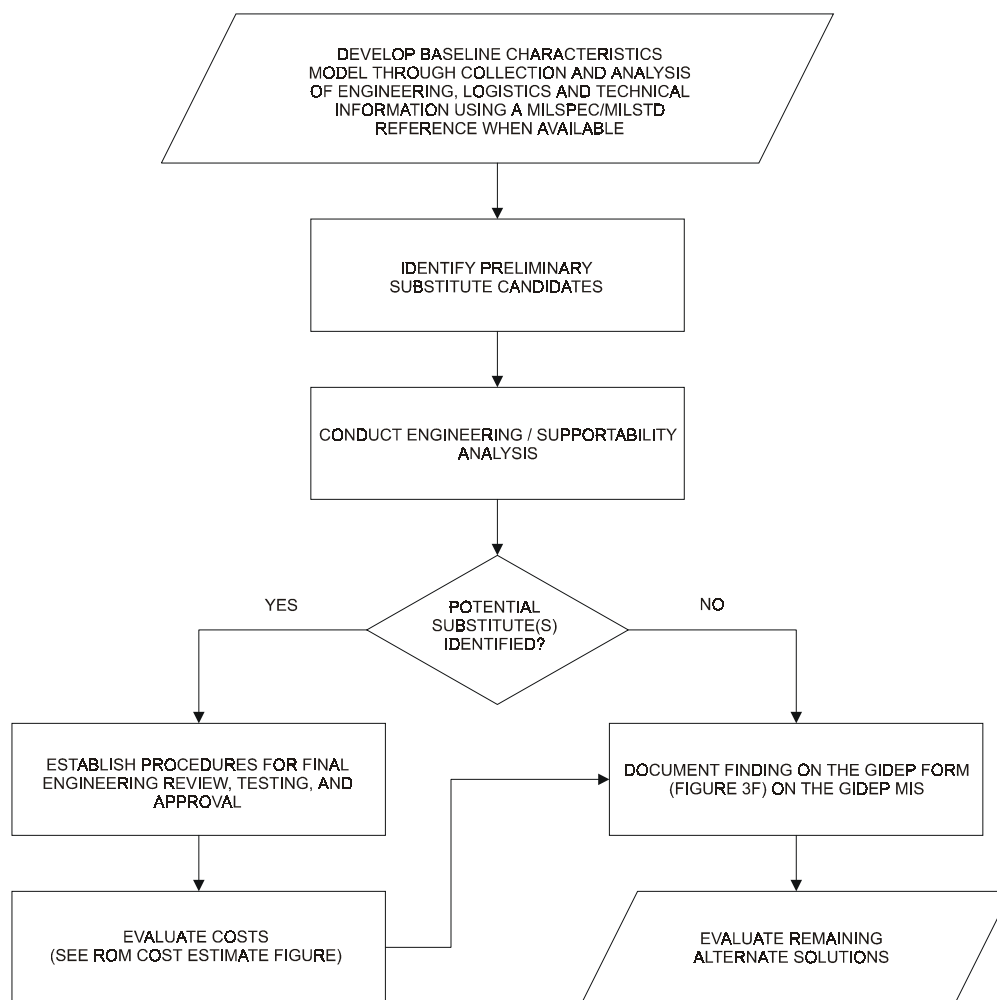 DEVELOP BASELINE CHARACTERISTICS
MODEL THROUGH COLLECTION AND ANALYSIS
OF ENGINEERING, LOGISTICS AND TECHNICAL
INFORMATION USING A MILSPEC/MILSTD
REFERENCE WHEN AVAILABLE
IDENTIFY PRELIMINARY
SUBSTITUTE CANDIDATES
CONDUCT ENGINEERING / SUPPORTABILITY
ANALYSIS
POTENTIAL
SUBSTITUTE(S)
IDENTIFIED?
YES
NO
ESTABLISH PROCEDURES FOR FINAL
ENGINEERING REVIEW, TESTING, AND
APPROVAL
DOCUMENT FINDING ON THE GIDEP FORM
(FIGURE 3F) ON THE GIDEP MIS
EVALUATE COSTS
(SEE ROM COST ESTIMATE FIGURE)
EVALUATE REMAINING
ALTERNATE SOLUTIONS